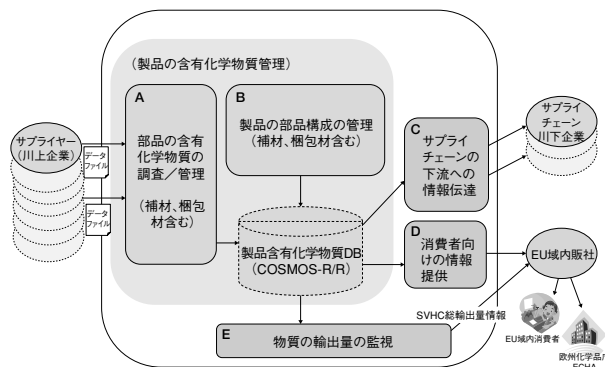 (製品の含有化学物質管理)
A
部品の含有
化学物質の
調査/管理
(補材、梱包
材含む)
B
製品の部品構成の管理
(補材、梱包材含む)
サプライヤー
(川上企業)
データ
ファイル
データ
ファイル
製品含有化学物質DB
(COSMOS-R/R)
C
サプライ
チェーンの
下流への
情報伝達
サプライ
チェーン
川下企業
D
消費者向
けの情報
提供
EU域内販社
SVHC総輸出量情報
E
物質の輸出量の監視
EU域内消費者
欧州化学品庁
ECHA